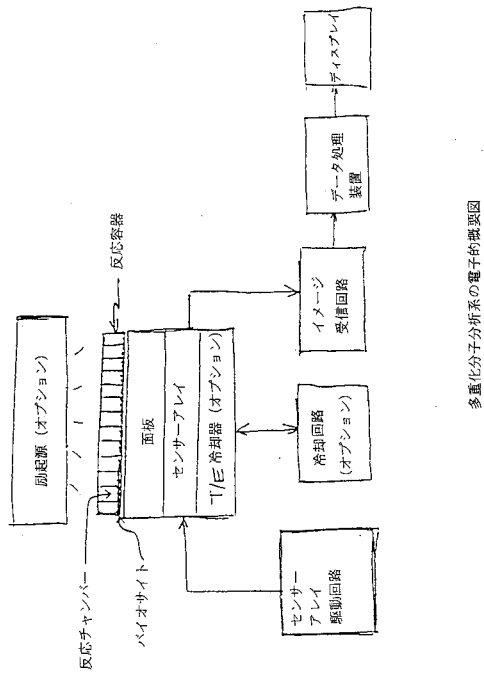 励起源（オプション）
反応容器
反応チャンバー
バイオサイト
面板
センサーアレイ
T/E 冷却器（オプション）
センサー
アレイ
駆動回路
冷却回路
（オプション）
イメージ
受信回路
データ処理
装置
ディスプレイ
多重化分子分析系の電子的概要図